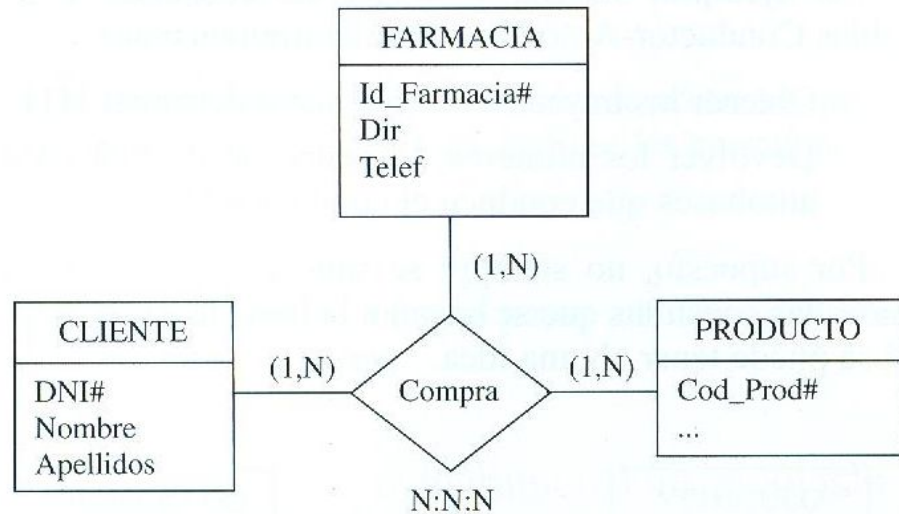 FARMACIA
Id_Farmacia#
Dir
Telef
(1,N)
CLIENTE
DNI#
Nombre
Apellidos
(1,N)
Compra
(1,N)
PRODUCTO
Cod_Prod#
...
N:N:N